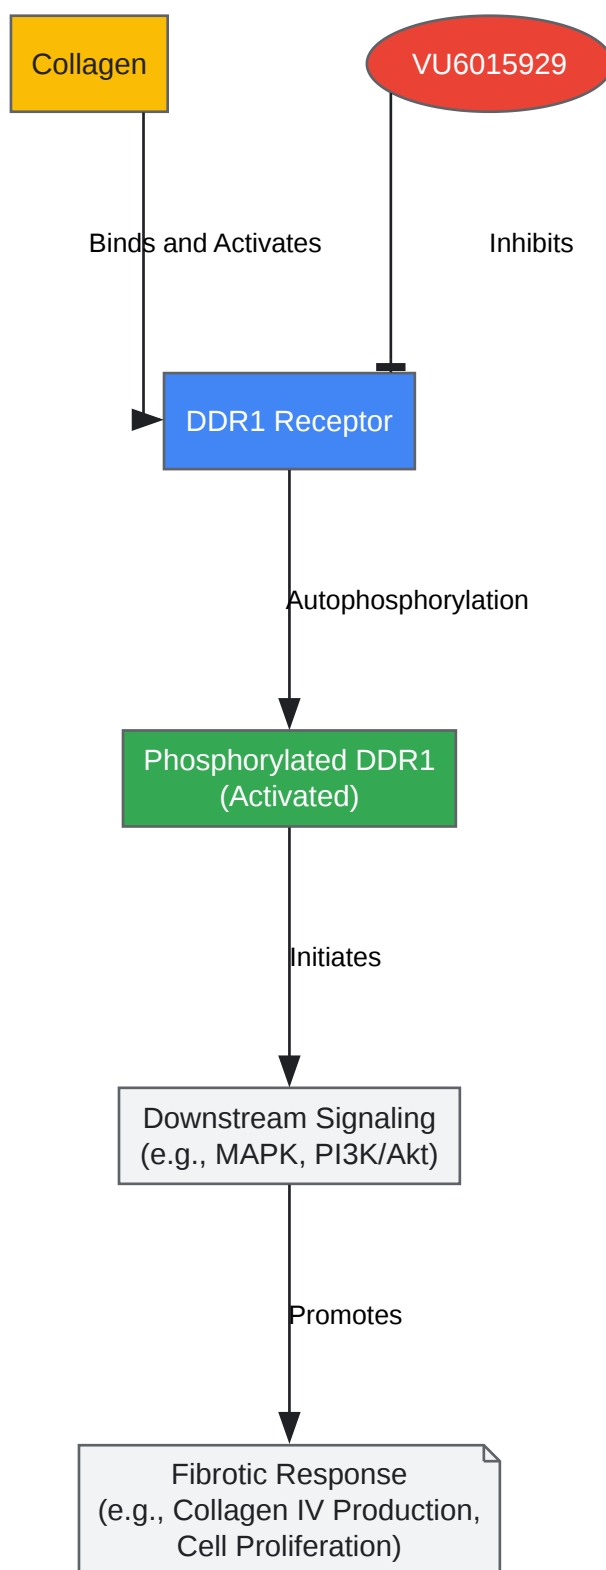 Collagen
VU6015929
Binds and Activates
Inhibits
DDR1 Receptor
Autophosphorylation
Phosphorylated DDR1
(Activated)
Initiates
Downstream Signaling
(e.g., MAPK, PI3K/Akt)
Promotes
Fibrotic Response
(e.g., Collagen IV Production,
Cell Proliferation)